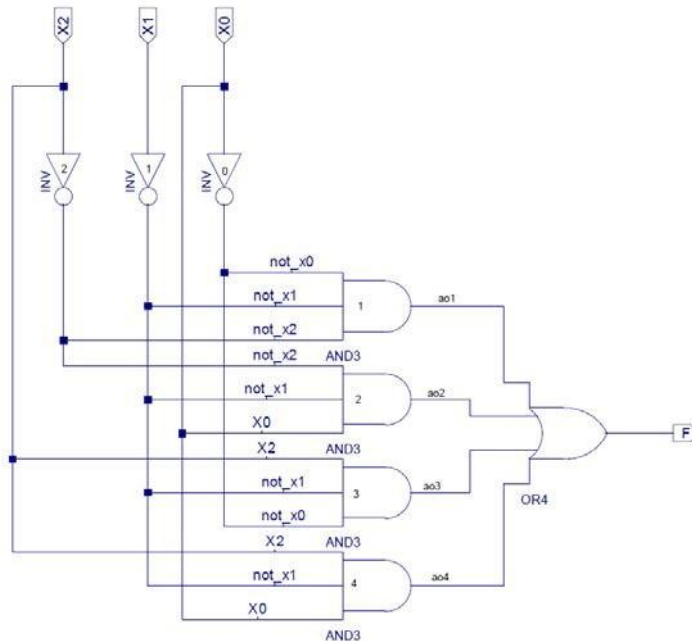 X2
X1
X0
INV
2
INV
1
INV
0
not_x0
not_x1
1
ao1
not_x2
not_x2
AND3
not_x1
2
ao2
X0
F
X2
AND3
not_x1
3
ao3
OR4
not_x0
X2
AND3
not_x1
4
ao4
X0
AND3